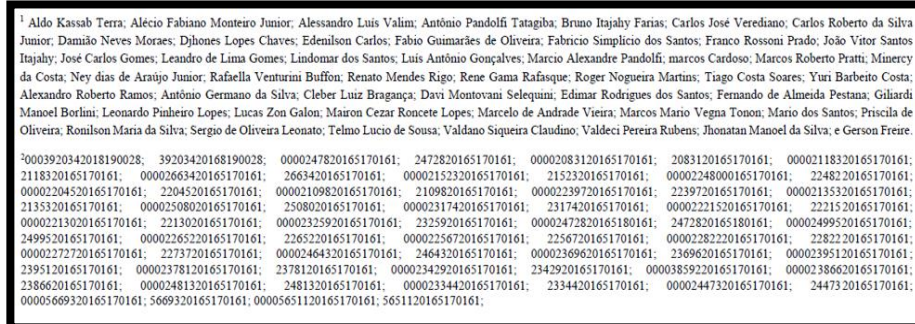 ¹ Aldo Kassab Terra; Alécio Fabiano Monteiro Junior; Alessandro Luís Valim; Antônio Pandolfi Tatagiba; Bruno Itajahy Farias; Carlos José Verediano; Carlos Roberto da Silva
Junior; Damião Neves Moraes; Djhones Lopes Chaves; Edenilson Carlos; Fabio Guimarães de Oliveira; Fabricio Simplicio dos Santos; Franco Rossoni Prado; João Vitor Santos
Itajahy; José Carlos Gomes; Leandro de Lima Gomes; Lindomar dos Santos; Luís Antônio Gonçalves; Marcio Alexandre Pandolfi; marcos Cardoso; Marcos Roberto Pratti; Minercy
da Costa; Ney dias de Araújo Junior; Rafaella Venturini Buffon; Renato Mendes Rigo; Rene Gama Rafasque; Roger Nogueira Martins; Tiago Costa Soares; Yuri Barbeito Costa;
Alexandro Roberto Ramos; Antônio Germano da Silva; Cleber Luiz Bragança; Davi Montovani Selequini; Edimar Rodrigues dos Santos; Fernando de Almeida Pestana; Giliardi
Manoel Borlini; Leonardo Pinheiro Lopes; Lucas Zon Galon; Mairon Cezar Roncete Lopes; Marcelo de Andrade Vieira; Marcos Mario Vegna Tonon; Mario dos Santos; Priscila de
Oliveira; Ronilson Maria da Silva; Sergio de Oliveira Leonato; Telmo Lucio de Sousa; Valdano Siqueira Claudino; Valdeci Pereira Rubens; Jhonatan Manoel da Silva; e Gerson Freire.
²00039203420181900028; 39203420168190028; 00002478201651701​61; 2472820165170161; 000020831201651​70161; 2083120165170161; 00002118320165170161;
2118320165170161; 00002663420165170161; 2663420165170161; 00002152320165170161; 2152320165170161; 00002248000165170161; 2248220165170161;
00002204520165170161; 2204520165170161; 00002109820165170161; 2109820165170161; 00002239720165170161; 2239720165170161; 00002135320165170161;
2135320165170161; 00002508020165170161; 2508020165170161; 00002317420165170161; 2317420165170161; 00002221520165170161; 2221520165170161;
00002213020165170161; 2213020165170161; 00002325920165170161; 2325920165170161; 00002472820165180161; 2472820165180161; 00002499520165170161;
2499520165170161; 00002265220165170161; 2265220165170161; 00002256720165170161; 2256720165170161; 00002282220165170161; 2282220165170161;
00002272720165170161; 2273720165170161; 00002464320165170161; 2464320165170161; 00002369620165170161; 2369620165170161; 00002395120165170161;
2395120165170161; 00002378120165170161; 2378120165170161; 00002342920165170161; 2342920165170161; 00003859220165170161; 00002386620165170161;
2386620165170161; 00002481320165170161; 2481320165170161; 00002334420165170161; 2334420165170161; 00002447320165170161; 2447320165170161;
00005669320165170161; 5669320165170161; 00005651120165170161; 5651120165170161;